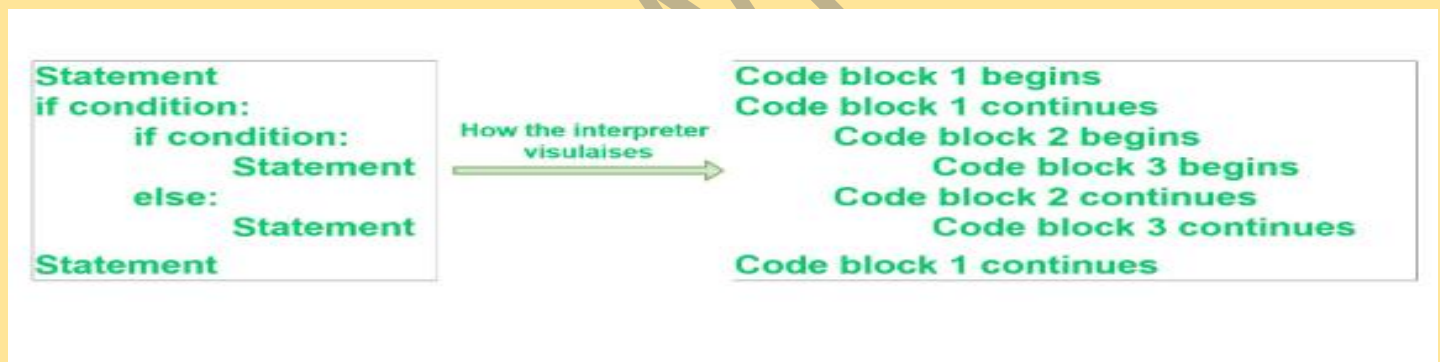 Statement
if condition:
if condition:
Statement
else:
Statement
Statement
How the interpreter
visulaises
Code block 1 begins
Code block 1 continues
Code block 2 begins
Code block 3 begins
Code block 2 continues
Code block 3 continues
Code block 1 continues